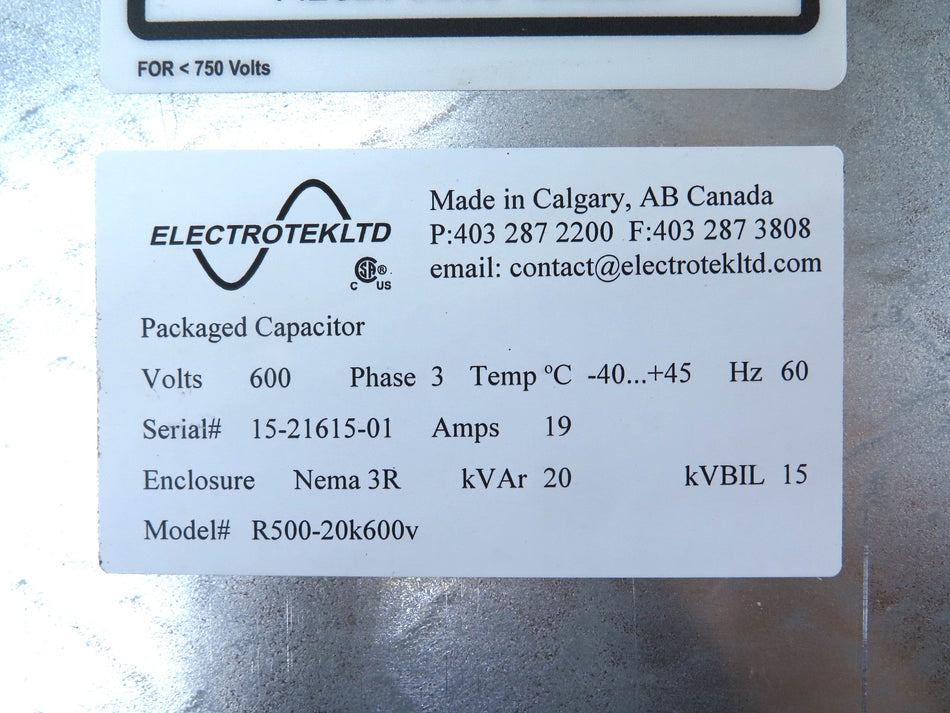 FOR < 750 Volts
ELECTROTEKLTD
C SA ® US
Made in Calgary, AB Canada
P:403 287 2200 F:403 287 3808
email: contact@electrotekltd.com
Packaged Capacitor
Volts 600 Phase 3 Temp ºC -40...+45 Hz 60
Serial# 15-21615-01 Amps 19
Enclosure Nema 3R kVAr 20 kVBIL 15
Model# R500-20k600v